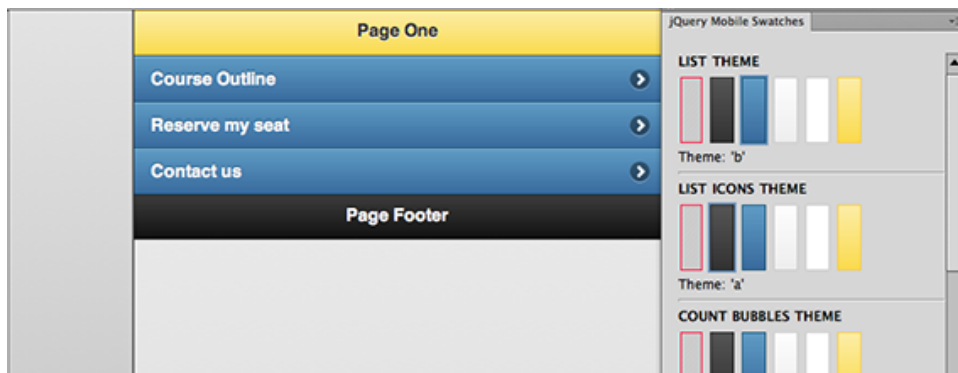 Page One
Course Outline
Reserve my seat
Contact us
Page Footer
jQuery Mobile Swatches
LIST THEME
Theme: 'b'
LIST ICONS THEME
Theme: 'a'
COUNT BUBBLES THEME